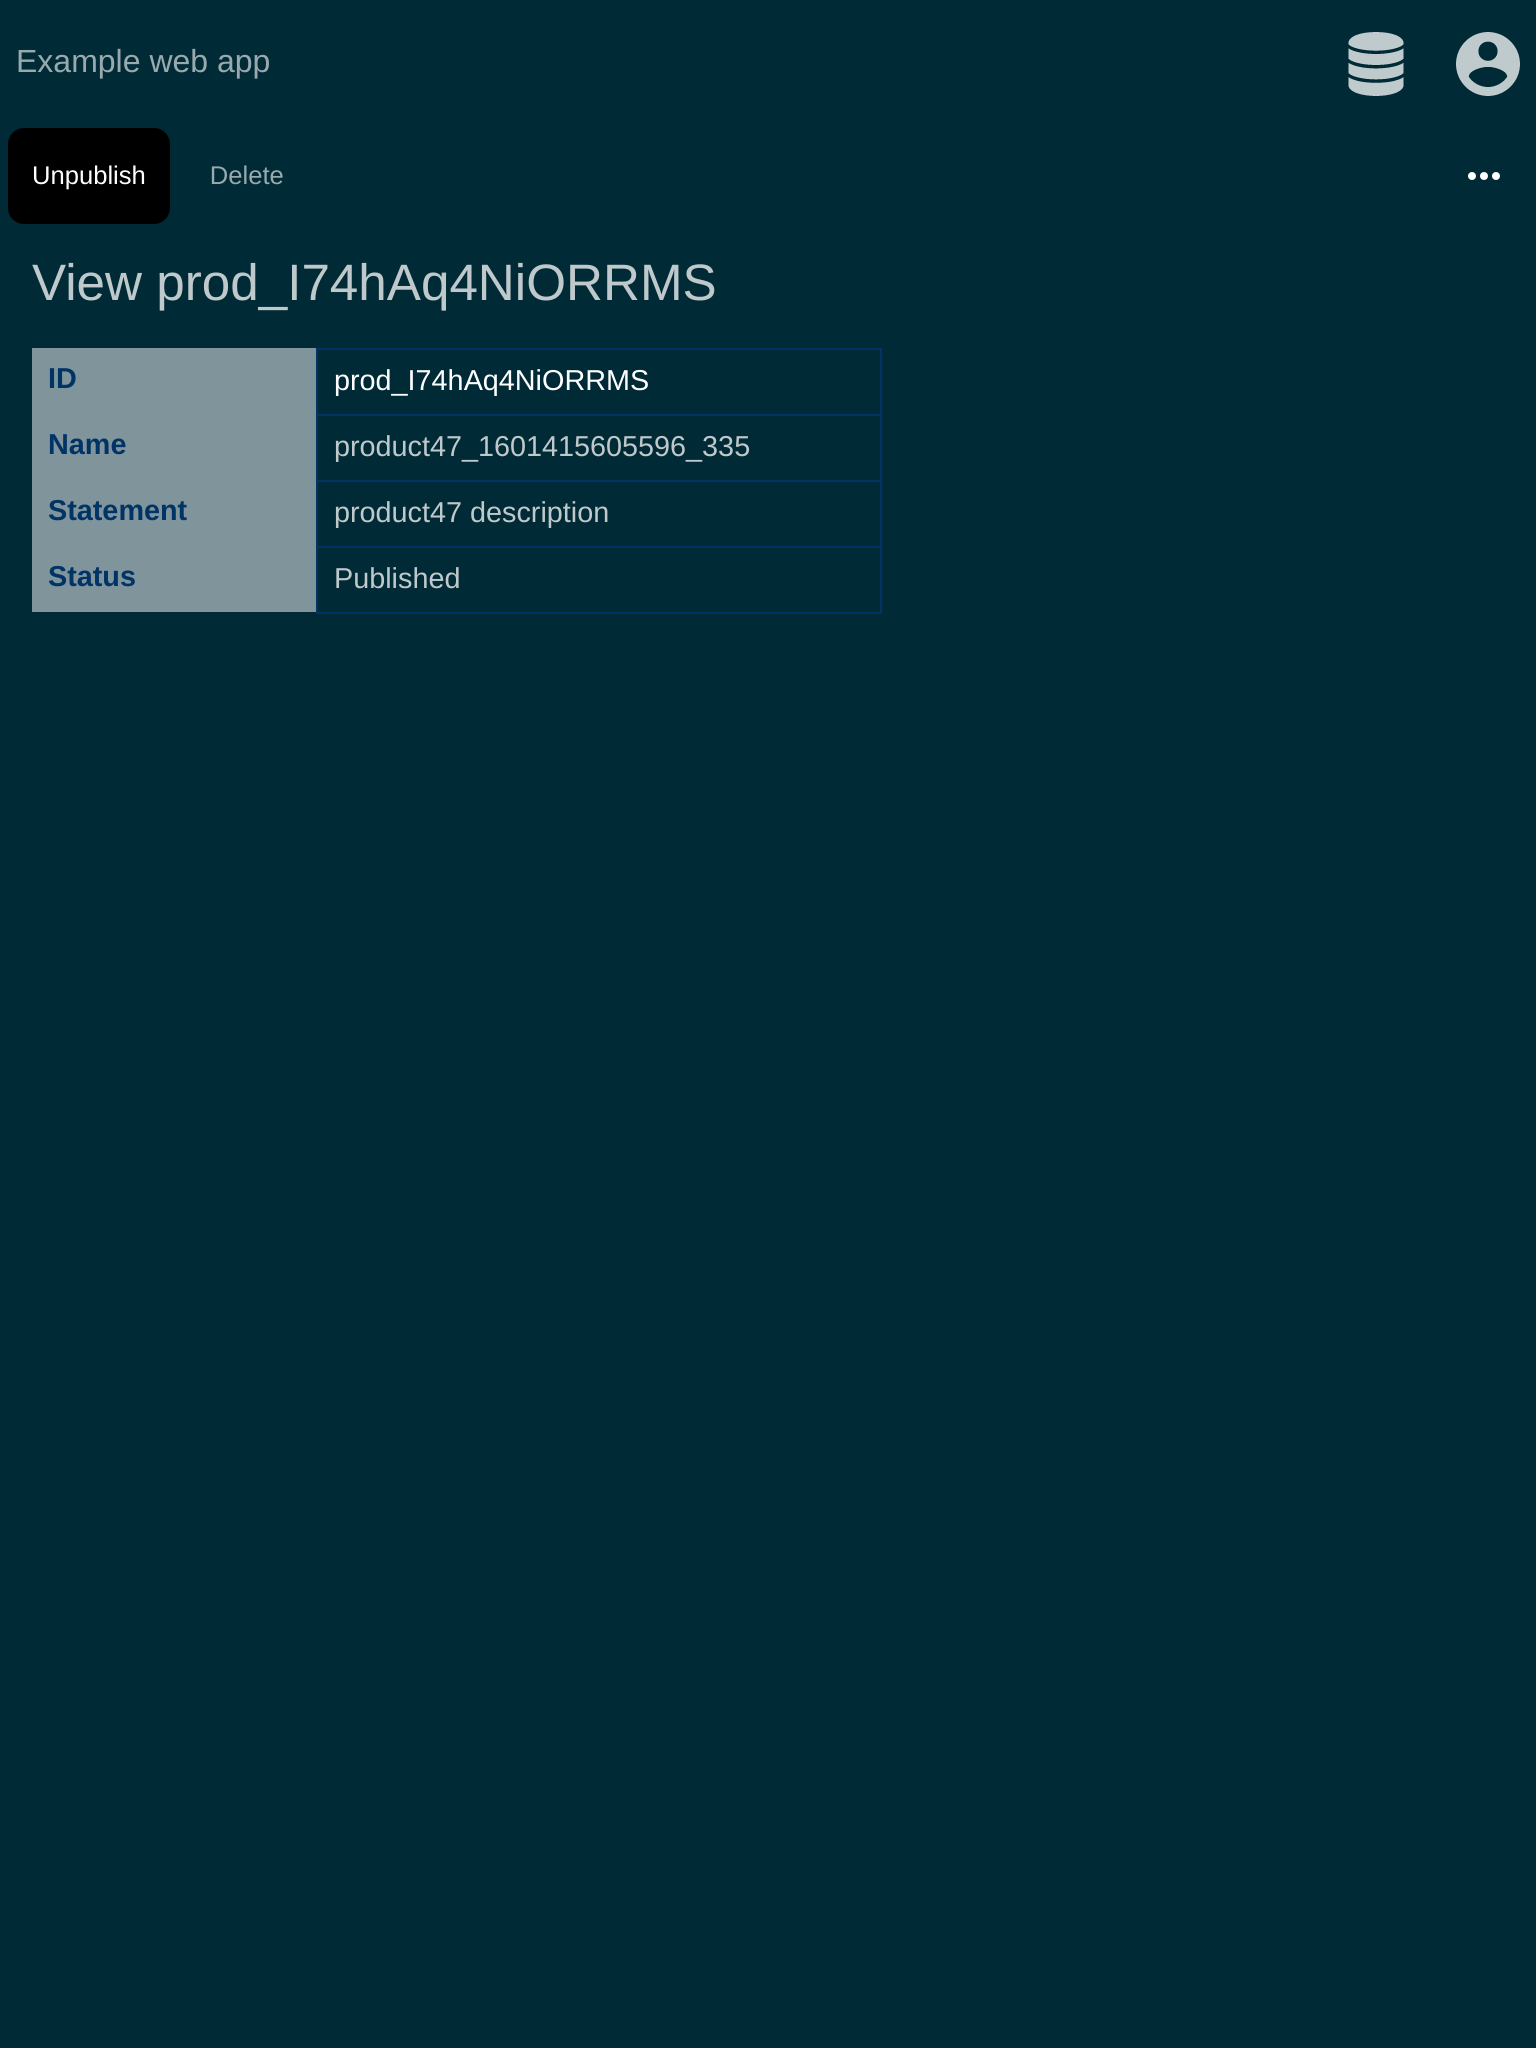 Example web app
Unpublish Delete
View prod_I74hAq4NiORRMS
ID prod_I74hAq4NiORRMS
Name product47_1601415605596_335
Statement product47 description
Status Published